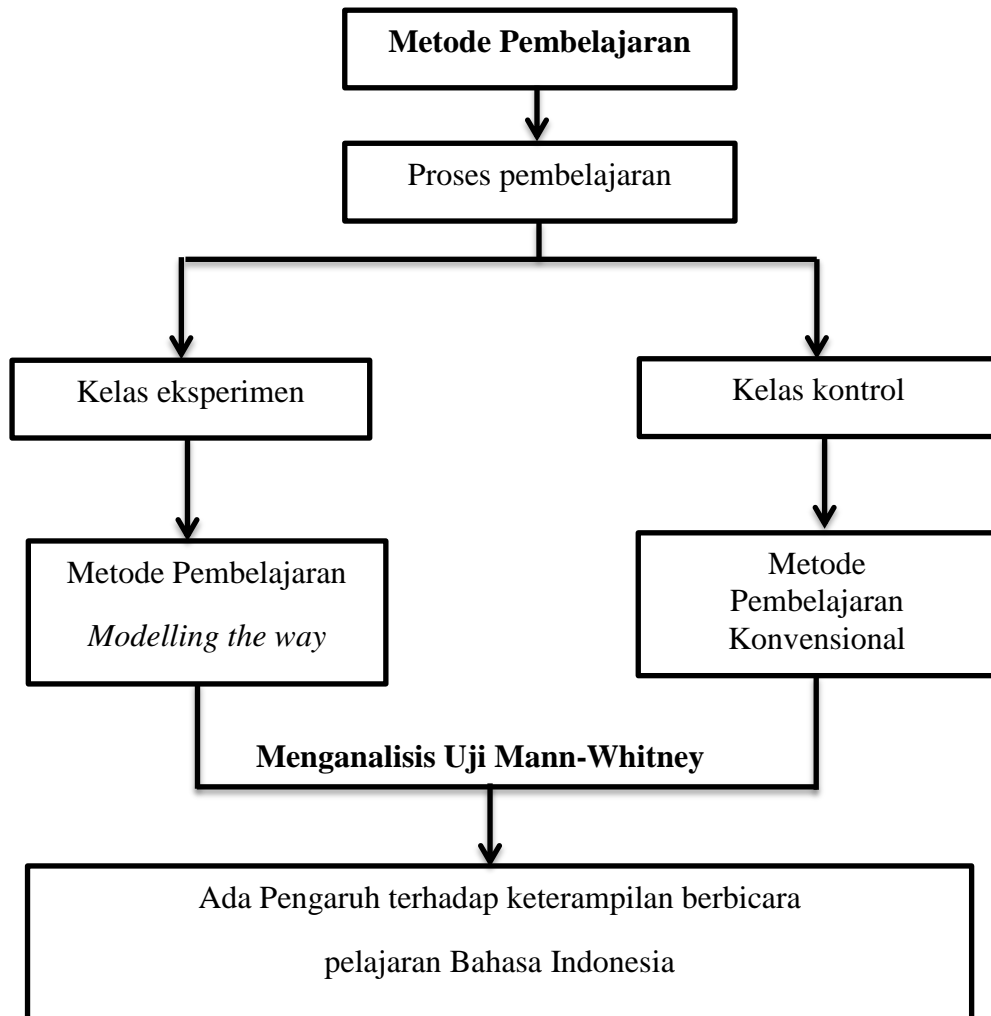 Metode Pembelajaran
Proses pembelajaran
Kelas eksperimen
Kelas kontrol
Metode Pembelajaran
Modelling the way
Metode
Pembelajaran
Konvensional
Menganalisis Uji Mann-Whitney
Ada Pengaruh terhadap keterampilan berbicara
pelajaran Bahasa Indonesia